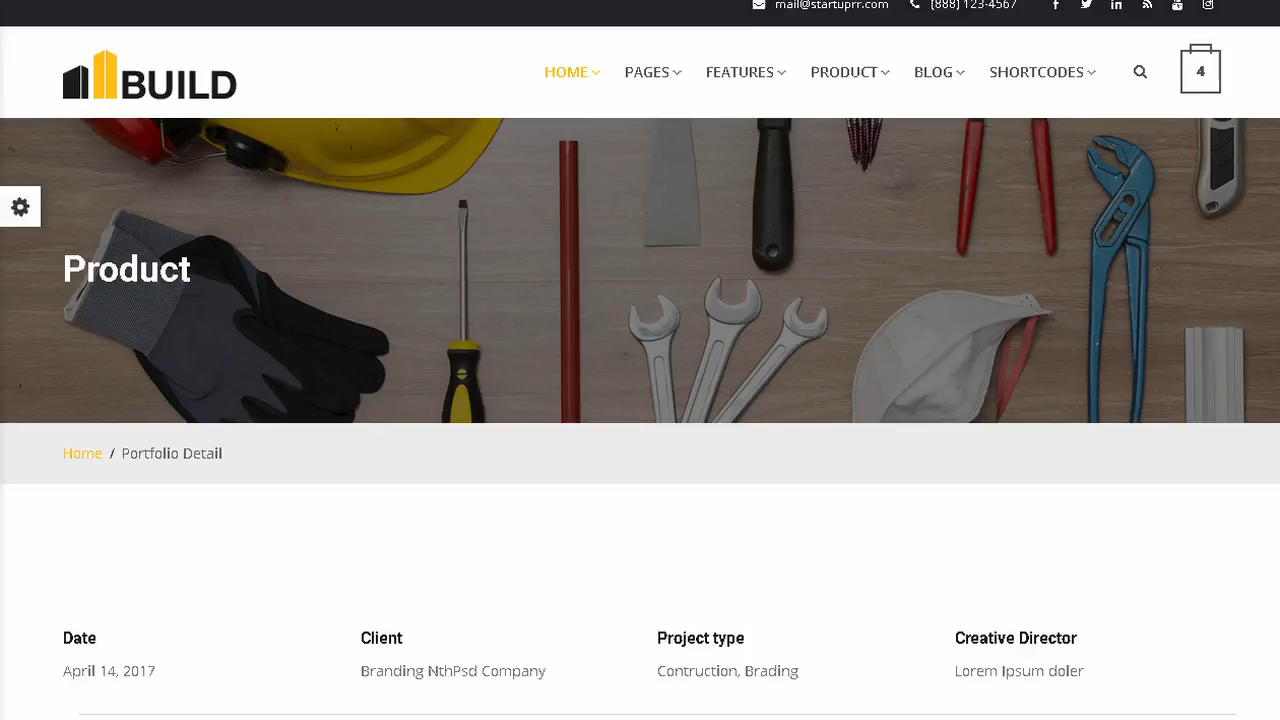 mail@startuprr.com (888) 123-4567
BUILD HOME PAGES FEATURES PRODUCT BLOG SHORTCODES 4
Product
Home / Portfolio Detail
Date Client Project type Creative Director
April 14, 2017 Branding NthPsd Company Contruction, Brading Lorem Ipsum doler